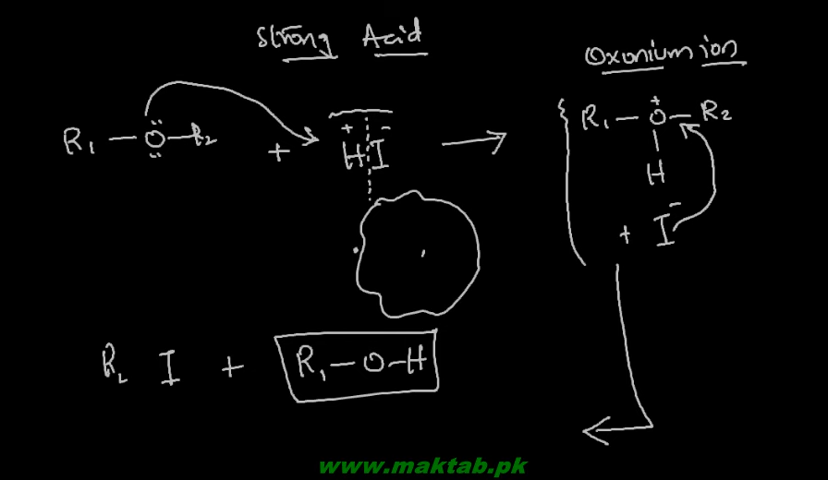 Strong Acid
Oxonium ion
R₁ — Ö — R₂ + H⁺ I⁻ → R₁ — O⁺ — R₂
H
+ I⁻
R₂ I + R₁ — O — H
www.maktab.pk